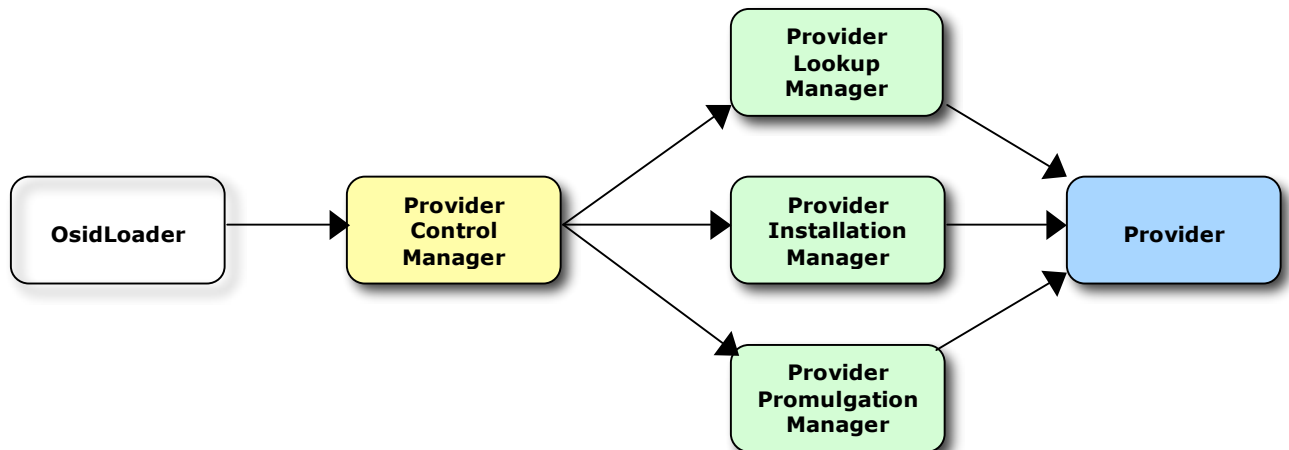 OsidLoader
Provider
Control
Manager
Provider
Lookup
Manager
Provider
Installation
Manager
Provider
Promulgation
Manager
Provider